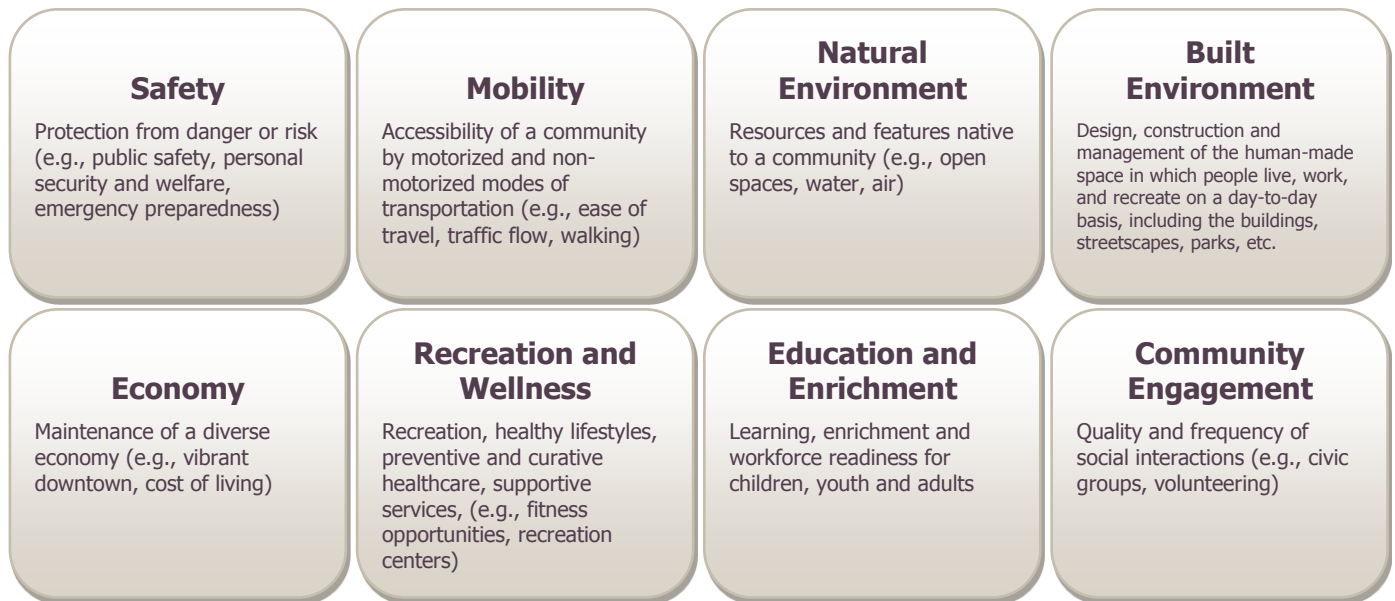 Safety
Protection from danger or risk
(e.g., public safety, personal
security and welfare,
emergency preparedness)
Mobility
Accessibility of a community
by motorized and non-
motorized modes of
transportation (e.g., ease of
travel, traffic flow, walking)
Natural
Environment
Resources and features native
to a community (e.g., open
spaces, water, air)
Built
Environment
Design, construction and
management of the human-made
space in which people live, work,
and recreate on a day-to-day
basis, including the buildings,
streetscapes, parks, etc.
Economy
Maintenance of a diverse
economy (e.g., vibrant
downtown, cost of living)
Recreation and
Wellness
Recreation, healthy lifestyles,
preventive and curative
healthcare, supportive
services, (e.g., fitness
opportunities, recreation
centers)
Education and
Enrichment
Learning, enrichment and
workforce readiness for
children, youth and adults
Community
Engagement
Quality and frequency of
social interactions (e.g., civic
groups, volunteering)